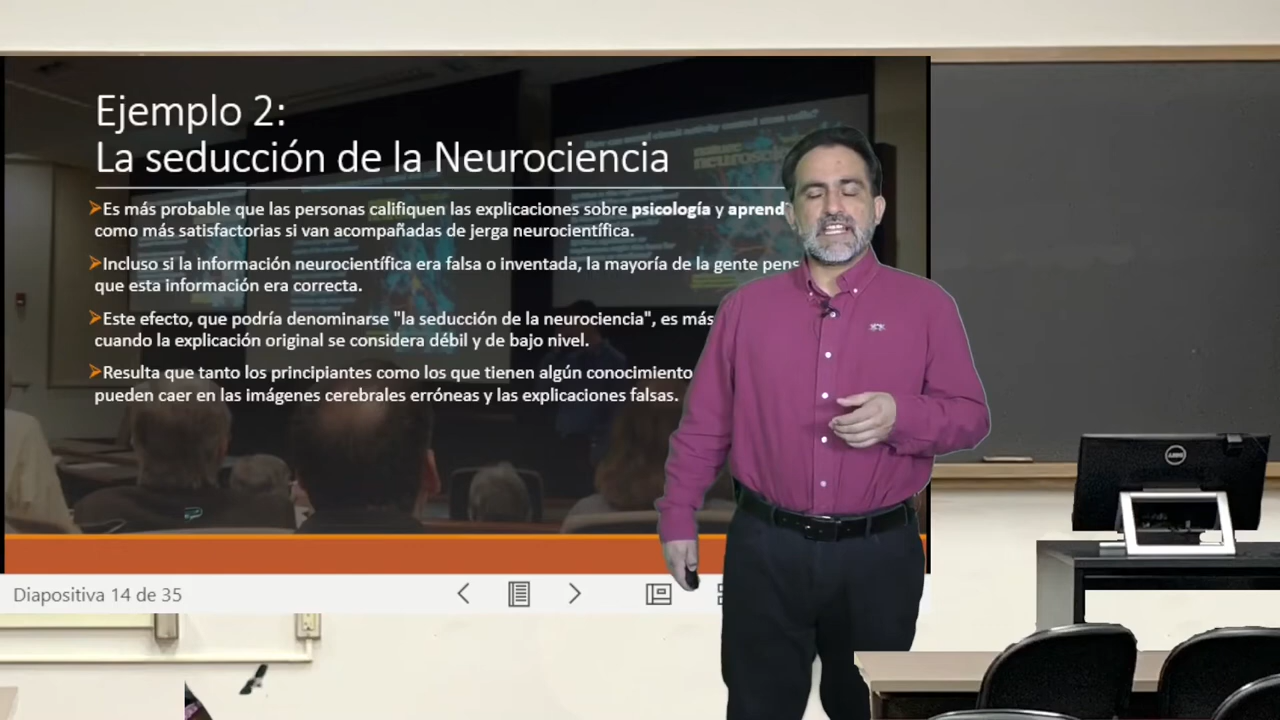 Ejemplo 2:
La seducción de la Neurociencia
Es más probable que las personas califiquen las explicaciones sobre psicología y
como más satisfactorias si van acompañadas de jerga neurocientífica.
Incluso si la información neurocientífica era falsa o inventada, la mayoría de la gente
que esta información era correcta.
Este efecto, que podría denominarse "la seducción de la neurociencia", es más
cuando la explicación original se considera débil y de bajo nivel.
Resulta que tanto los principiantes como los que tienen algún conocimiento
pueden caer en las imágenes cerebrales erróneas y las explicaciones falsas.
Diapositiva 14 de 35
DELL